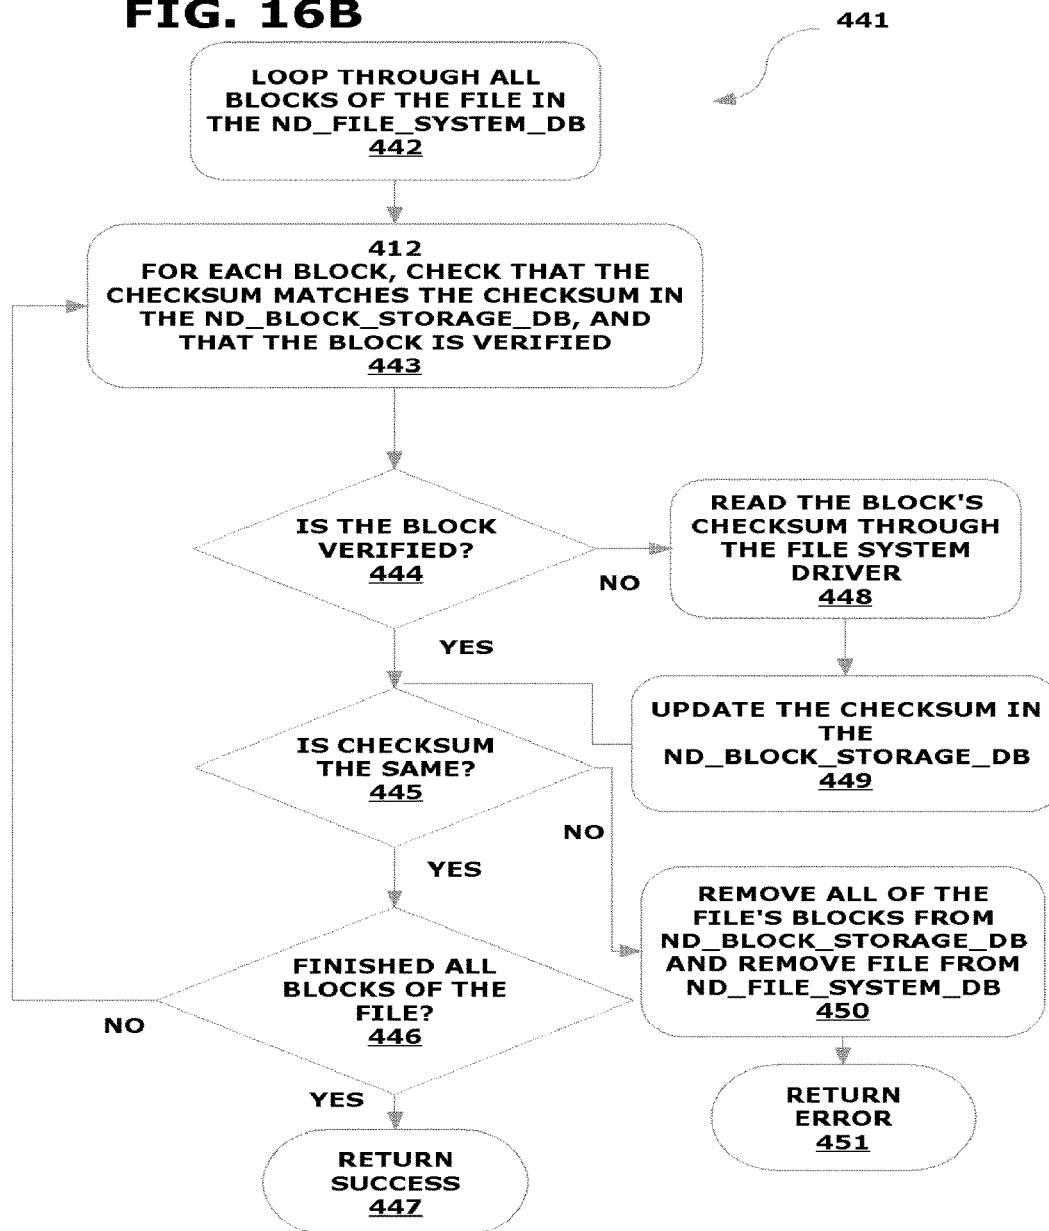 FIG. 16B
441
LOOP THROUGH ALL
BLOCKS OF THE FILE IN
THE ND_FILE_SYSTEM_DB
442
412
FOR EACH BLOCK, CHECK THAT THE
CHECKSUM MATCHES THE CHECKSUM IN
THE ND_BLOCK_STORAGE_DB, AND
THAT THE BLOCK IS VERIFIED
443
IS THE BLOCK
VERIFIED?
444
NO
READ THE BLOCK'S
CHECKSUM THROUGH
THE FILE SYSTEM
DRIVER
448
YES
UPDATE THE CHECKSUM IN
THE
ND_BLOCK_STORAGE_DB
449
IS CHECKSUM
THE SAME?
445
NO
YES
REMOVE ALL OF THE
FILE'S BLOCKS FROM
ND_BLOCK_STORAGE_DB
AND REMOVE FILE FROM
ND_FILE_SYSTEM_DB
450
FINISHED ALL
BLOCKS OF THE
FILE?
446
NO
YES
RETURN
ERROR
451
RETURN
SUCCESS
447